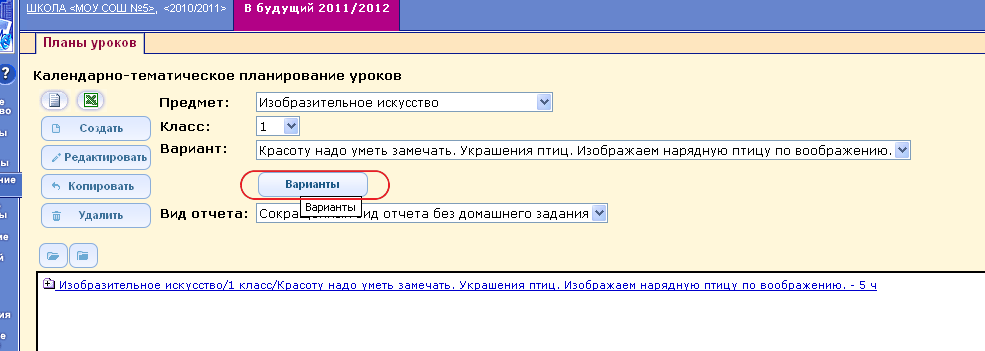 ШКОЛА <МОУ СОШ №5>, <2010/2011> В будущий 2011/2012
Планы уроков
Календарно-тематическое планирование уроков
Предмет: Изобразительное искусство
Создать Класс: 1
Редактировать Вариант: Красоту надо уметь замечать. Украшения птиц. Изображаем нарядную птицу по воображению.
Копировать Варианты
Варианты
Удалить Вид отчета: вид отчета без домашнего задания
Изобразительное искусство/1 класс/Красоту надо уметь замечать. Украшения птиц. Изображаем нарядную птицу по воображению. - 5 ч